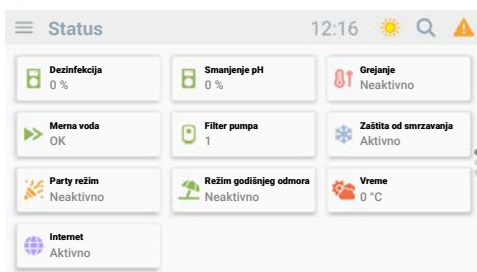 Status
12:16
Dezinfekcija
0 %
Smanjenje pH
0 %
Grejanje
Neaktivno
Merna voda
OK
Filter pumpa
1
Zaštita od smrzavanja
Aktivno
Party režim
Neaktivno
Režim godišnjeg odmora
Neaktivno
Vreme
0 °C
Internet
Aktivno